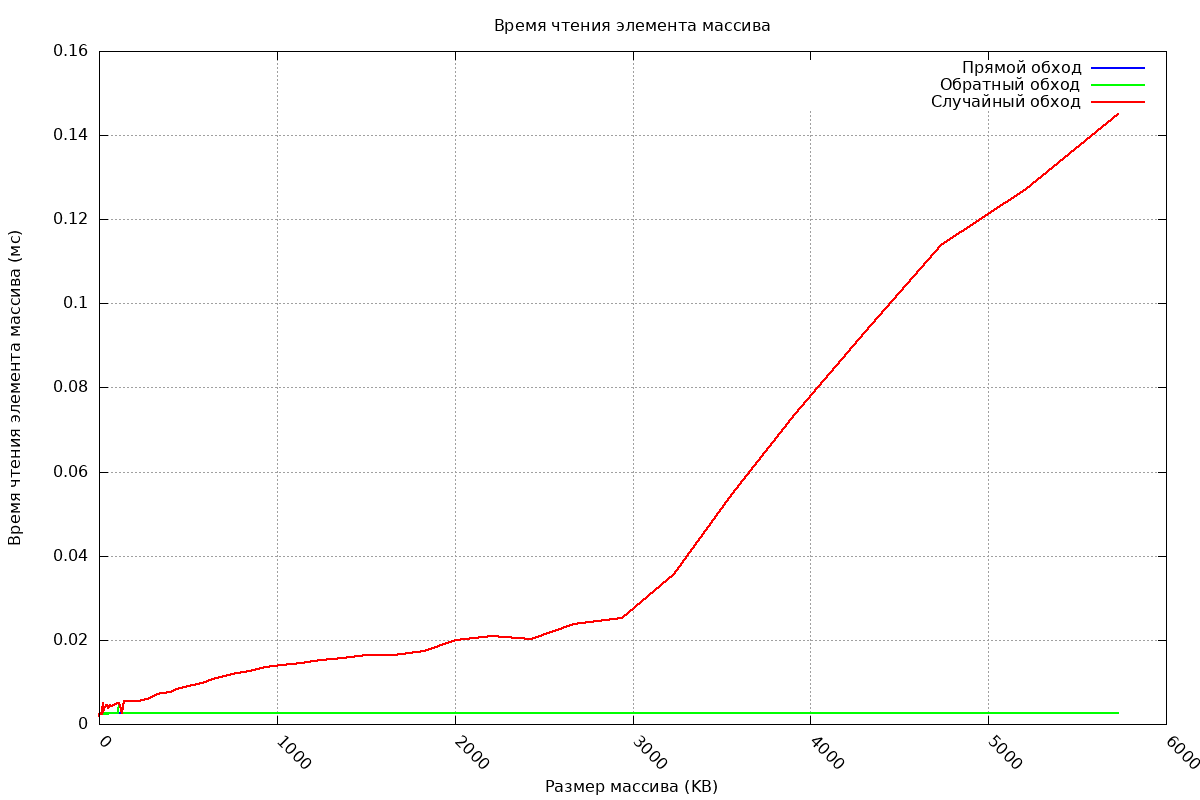 Время чтения элемента массива
Прямой обход
Обратный обход
Случайный обход
Время чтения элемента массива (мс)
0.16
0.14
0.12
0.1
0.08
0.06
0.04
0.02
0
0
1000
2000
3000
4000
5000
6000
Размер массива (KB)